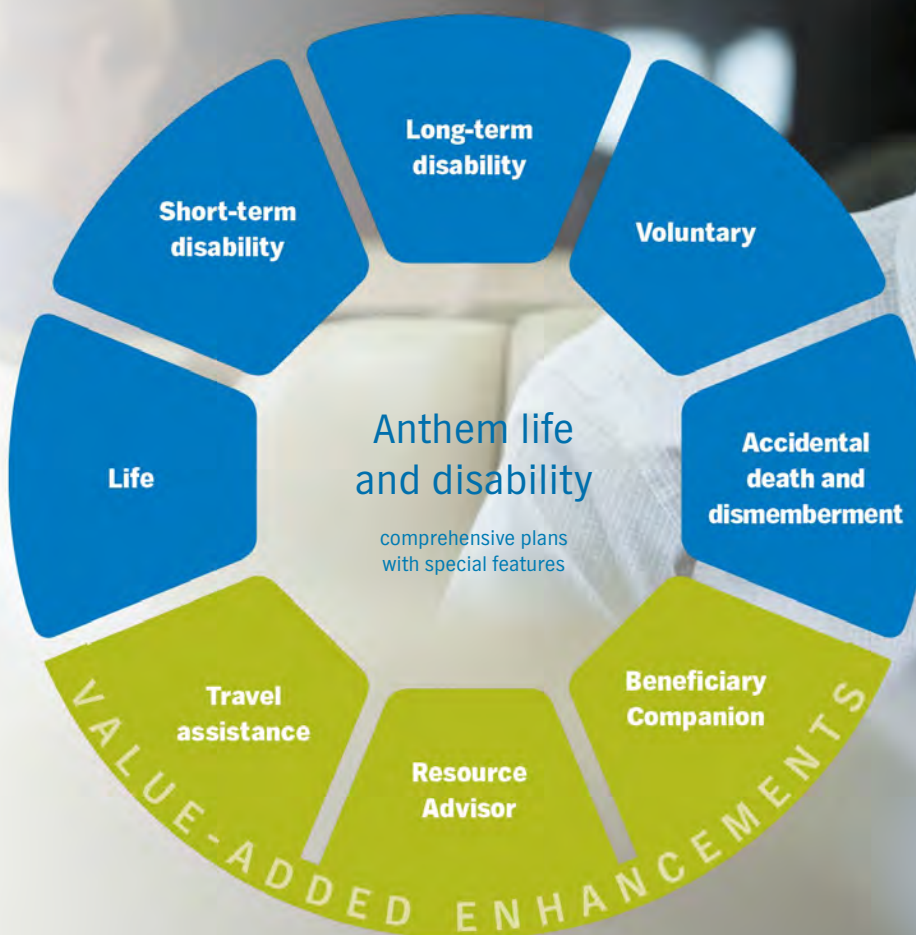 Long-term
disability
Short-term
disability
Voluntary
Life
Anthem life
and disability
comprehensive plans
with special features
Accidental
death and
dismemberment
Travel
assistance
Resource
Advisor
Beneficiary
Companion
VALUE-ADDED ENHANCEMENTS